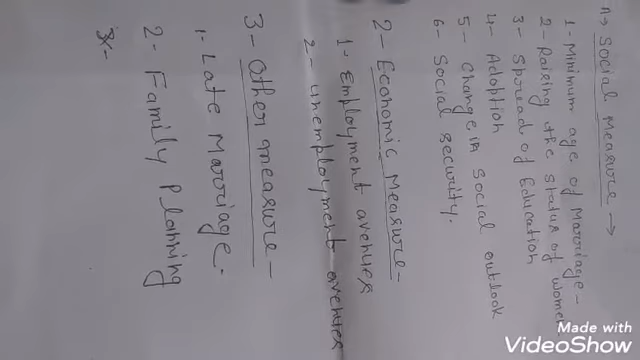 A → Social Measure →
1 - Minimum age of Marriage -
2 - Raising the status of women
3 - Spread of Education
4 - Adoption
5 - Change in Social outlook
6 - Social security.
2 - Economic Measure -
1 - Employment avenues
2 - unemployment avenues
3 - Other measure -
1. Late Marriage.
2 - Family Planning
3 -
Made with
VideoShow